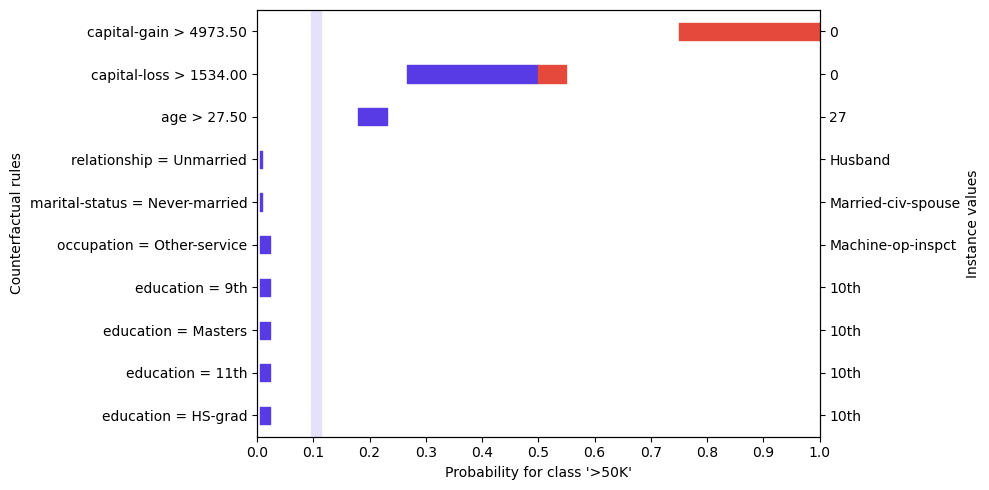 Counterfactual rules
capital-gain > 4973.50
capital-loss > 1534.00
age > 27.50
relationship = Unmarried
marital-status = Never-married
occupation = Other-service
education = 9th
education = Masters
education = 11th
education = HS-grad
0
0
27
Husband
Married-civ-spouse
Machine-op-inspct
10th
10th
10th
10th
Instance values
0.0 0.1 0.2 0.3 0.4 0.5 0.6 0.7 0.8 0.9 1.0
Probability for class '>50K'